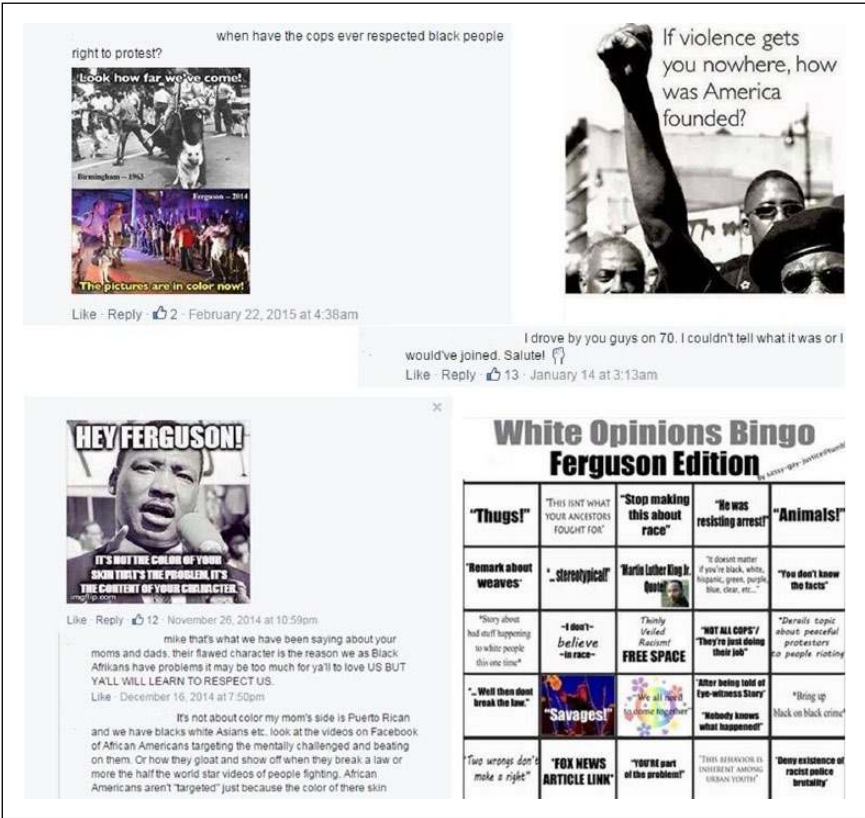 when have the cops ever respected black people
right to protest?
Look how far we've come!
Birmingham - 1963
Ferguson - 2014
The pictures are in color now!
Like · Reply · 2 · February 22, 2015 at 4:38am
If violence gets
you nowhere, how
was America
founded?
I drove by you guys on 70. I couldn't tell what it was or I
would've joined. Salute!
Like · Reply · 13 · January 14 at 3:13am
HEY FERGUSON!
IT'S NOT THE COLOR OF YOUR
SKIN THAT'S THE PROBLEM, IT'S
THE CONTENT OF YOUR CHARACTER.
imgflip.com
Like · Reply · 12 · November 26, 2014 at 10:59pm
mike that's what we have been saying about your
moms and dads. their flawed character is the reason we as Black
Afrikans have problems it may be too much for ya'll to love US BUT
YA'LL WILL LEARN TO RESPECT US.
Like · December 16, 2014 at 7:50pm
It's not about color my mom's side is Puerto Rican
and we have blacks white Asians etc. look at the videos on Facebook
of African Americans targeting the mentally challenged and beating
on them. Or how they gloat and show off when they break a law or
more the half the world star videos of people fighting. African
Americans aren't "targeted" just because the color of there skin
White Opinions Bingo
Ferguson Edition
by sassy-gay-justice
"Thugs!"
"THIS ISNT WHAT
YOUR ANCESTORS
FOUGHT FOR"
"Stop making
this about
race"
"He was
resisting arrest!"
"Animals!"
"Remark about
weaves"
"... stereotypical!"
"Martin Luther King Jr.
Quote"
"It doesnt matter
if you're black, white,
hispanic, green, purple,
blue, clear, etc..."
"You don't know
the facts"
"Story about
bad stuff happening
to white people
this one time"
-I don't-
believe
-in race-
Thinly
Veiled
Racism!
FREE SPACE
"NOT ALL COPS"/
"They're just doing
their job"
"Derails topic
about peaceful
protestors
to people rioting
"... Well then dont
break the law."
"Savages!"
"We all need
to come together"
"After being told of
Eye-witness Story"
"Nobody knows
what happened!"
"Bring up
black on black crime"
"Two wrongs don't
make a right"
"FOX NEWS
ARTICLE LINK"
"YOU'RE part
of the problem!"
"THIS BEHAVIOR IS
INHERENT AMONG
URBAN YOUTH"
"Deny existence of
racist police
brutality"